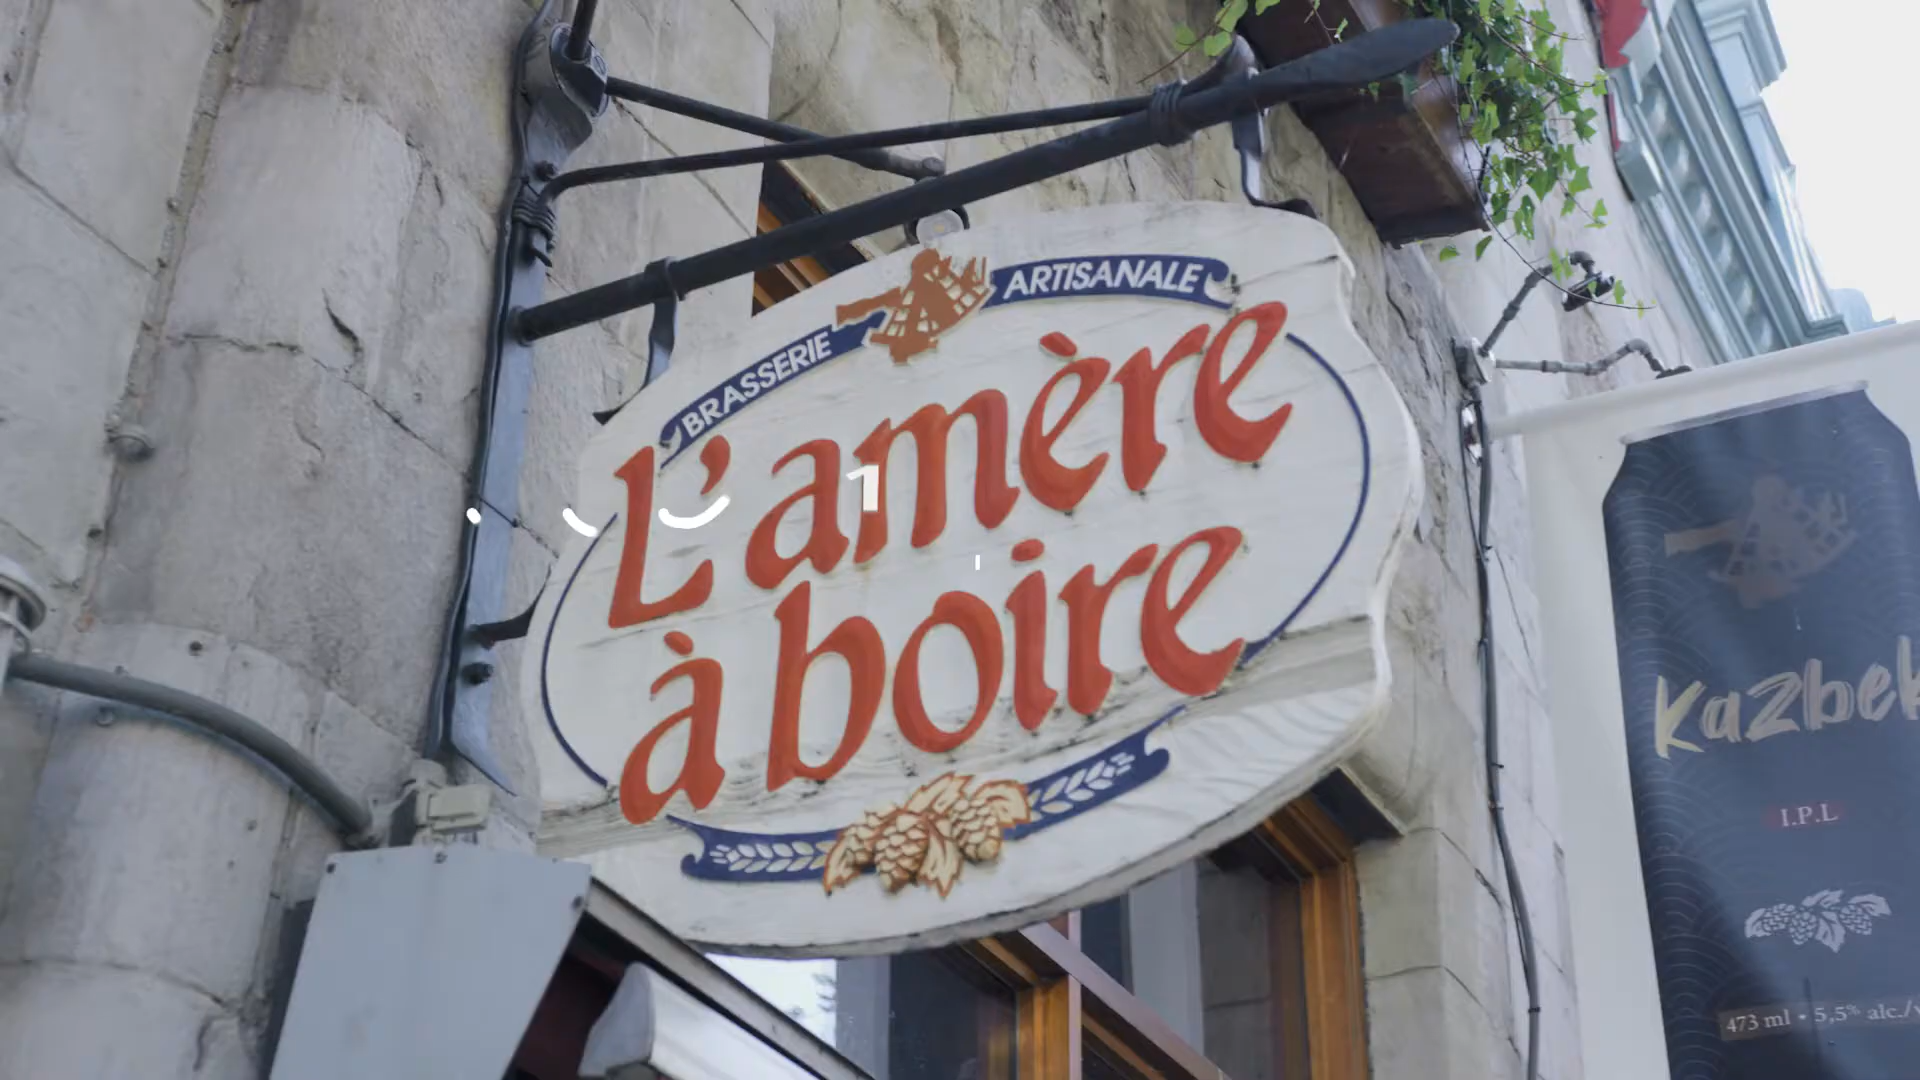 BRASSERIE ARTISANALE
L'amère
à boire
Kazbek
I.P.L
473 ml • 5,5% alc./v